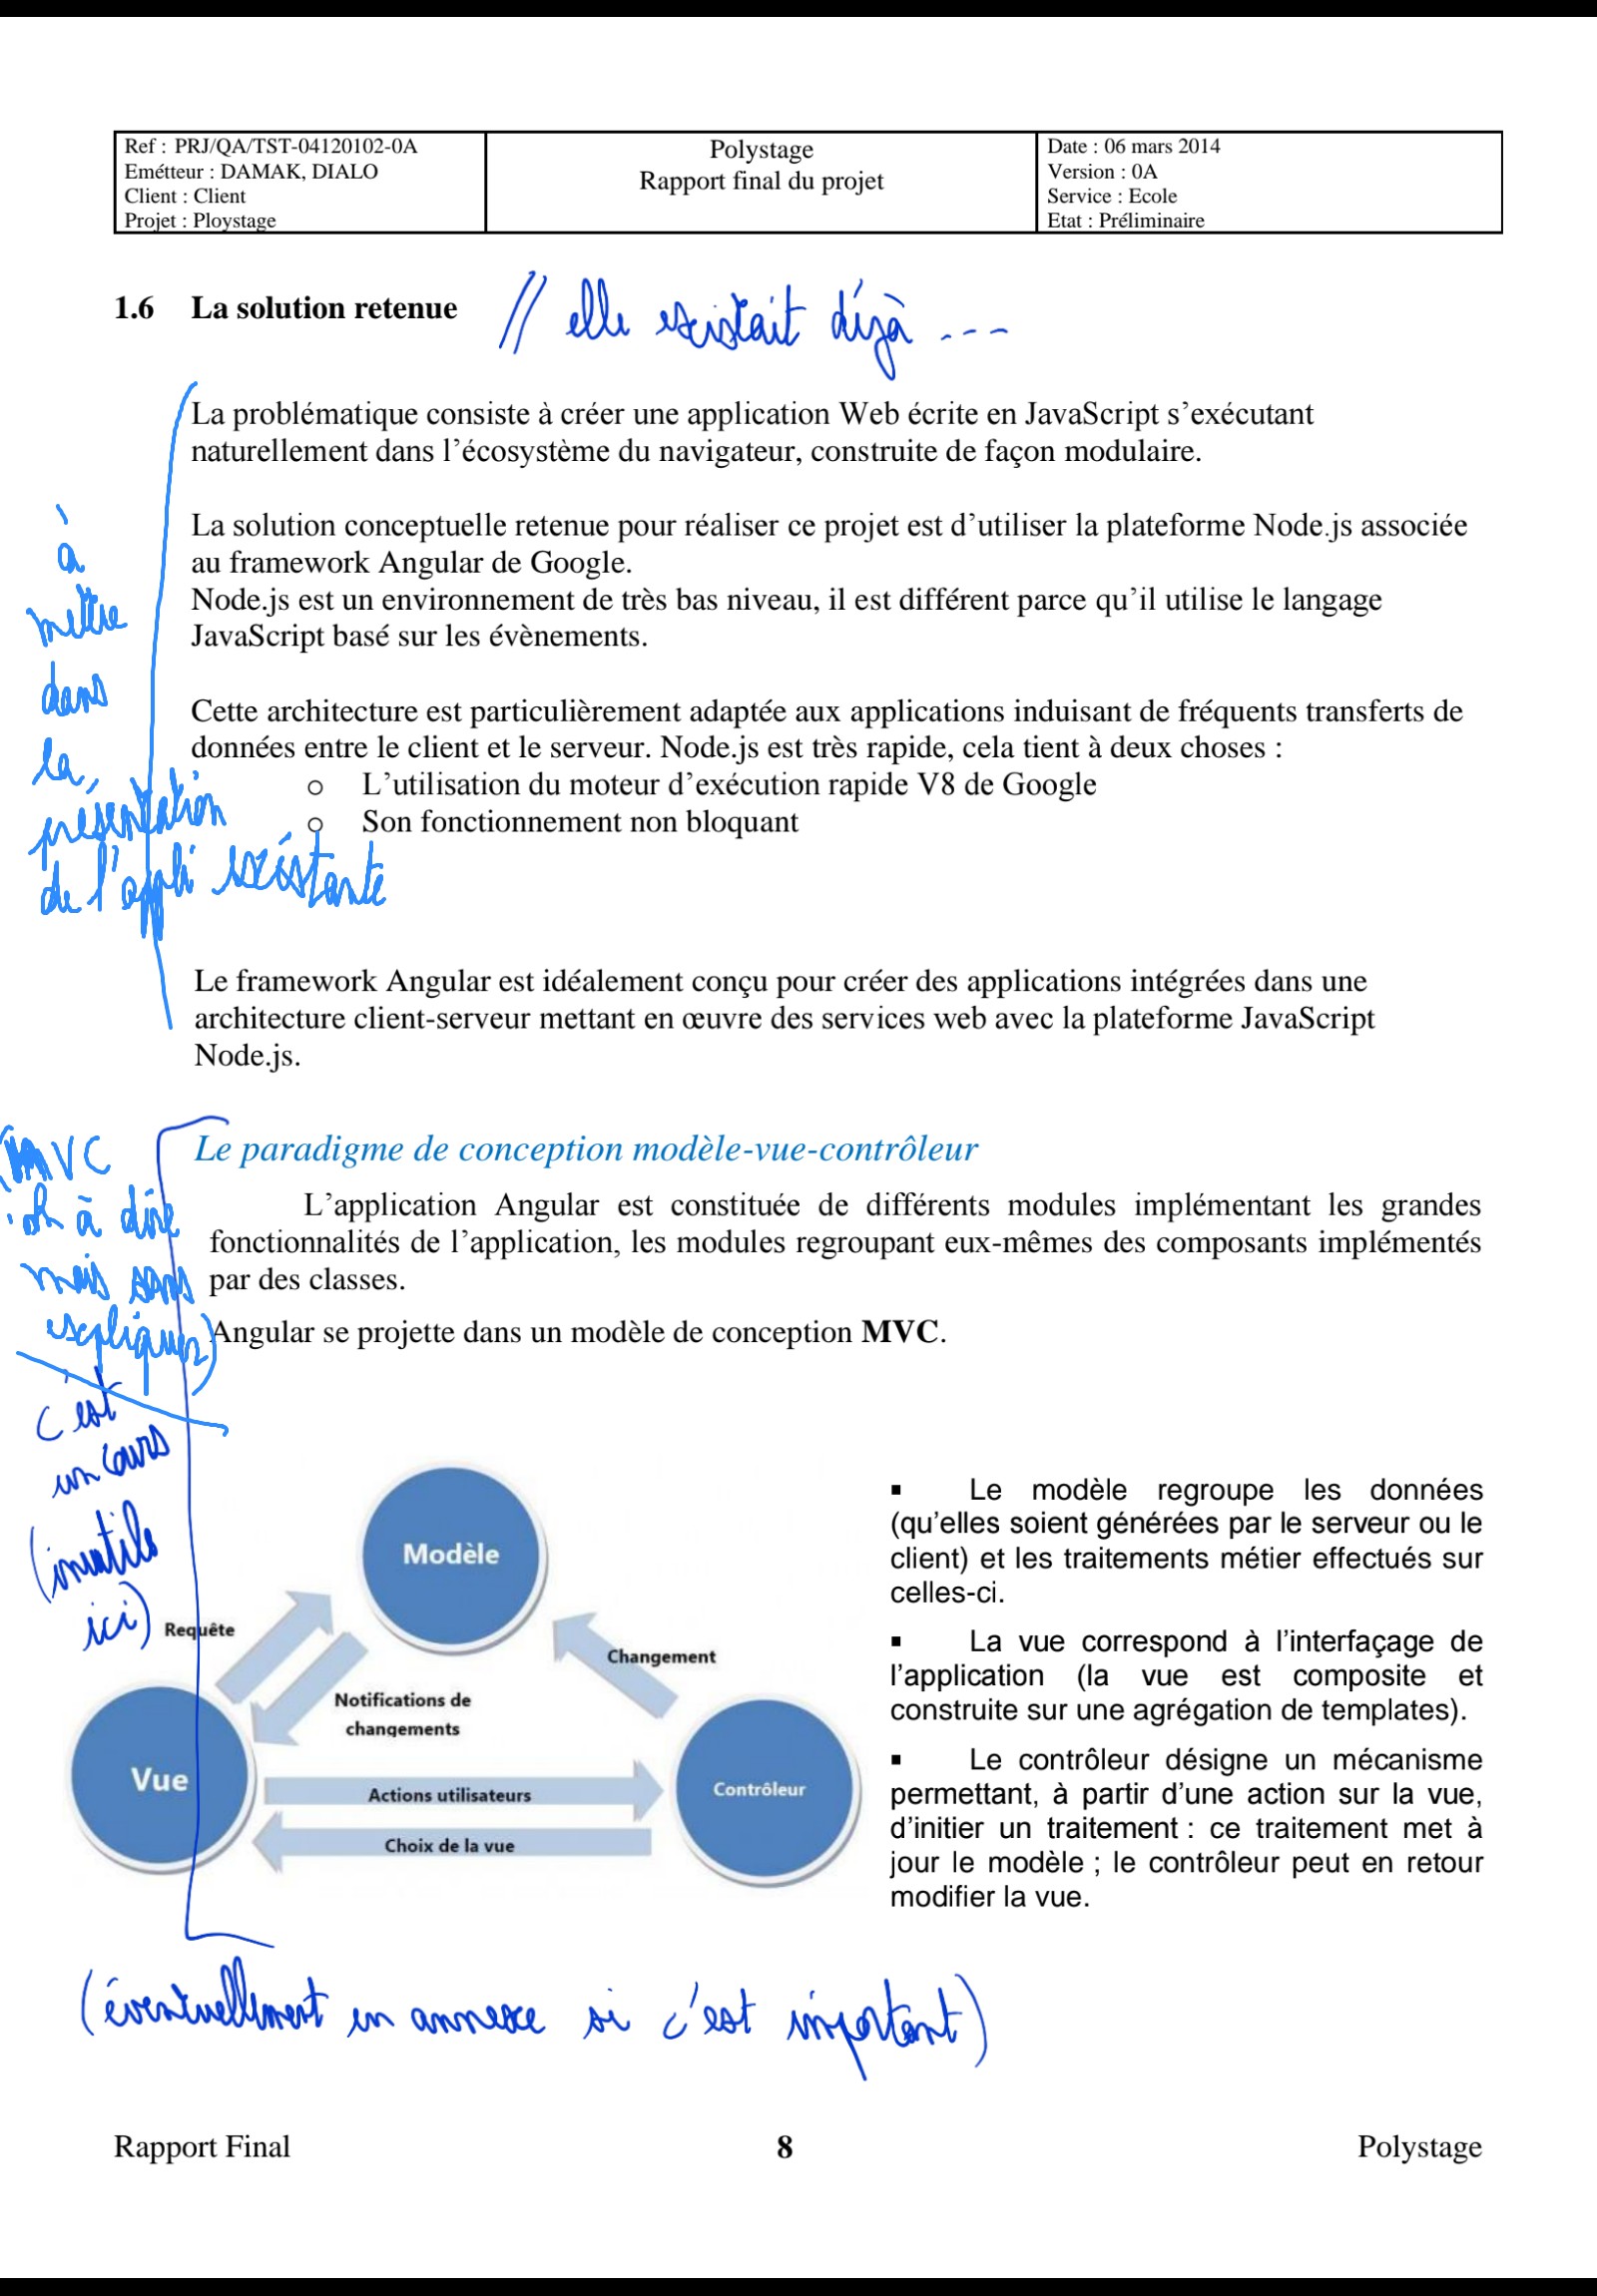 Ref : PRJ/QA/TST-04120102-0A
Emétteur : DAMAK, DIALO
Client : Client
Projet : Ploystage
Polystage
Rapport final du projet
Date : 06 mars 2014
Version : 0A
Service : Ecole
Etat : Préliminaire
1.6 La solution retenue
// elle existait déjà ---
La problématique consiste à créer une application Web écrite en JavaScript s’exécutant
naturellement dans l’écosystème du navigateur, construite de façon modulaire.
La solution conceptuelle retenue pour réaliser ce projet est d’utiliser la plateforme Node.js associée
au framework Angular de Google.
Node.js est un environnement de très bas niveau, il est différent parce qu’il utilise le langage
JavaScript basé sur les évènements.
Cette architecture est particulièrement adaptée aux applications induisant de fréquents transferts de
données entre le client et le serveur. Node.js est très rapide, cela tient à deux choses :
o L’utilisation du moteur d’exécution rapide V8 de Google
o Son fonctionnement non bloquant
à
mettre
dans
la
présentation
de l'appli existante
Le framework Angular est idéalement conçu pour créer des applications intégrées dans une
architecture client-serveur mettant en œuvre des services web avec la plateforme JavaScript
Node.js.
Le paradigme de conception modèle-vue-contrôleur
L’application Angular est constituée de différents modules implémentant les grandes
fonctionnalités de l’application, les modules regroupant eux-mêmes des composants implémentés
par des classes.
Angular se projette dans un modèle de conception MVC.
(MVC
: ok à dire
mais sans
expliquer)
c'est
un cours
(inutile
ici)
Modèle
Requête
Changement
Notifications de
changements
Vue
Actions utilisateurs
Contrôleur
Choix de la vue
▪ Le modèle regroupe les données
(qu’elles soient générées par le serveur ou le
client) et les traitements métier effectués sur
celles-ci.
▪ La vue correspond à l’interfaçage de
l’application (la vue est composite et
construite sur une agrégation de templates).
▪ Le contrôleur désigne un mécanisme
permettant, à partir d’une action sur la vue,
d’initier un traitement : ce traitement met à
jour le modèle ; le contrôleur peut en retour
modifier la vue.
(éventuellement en annexe si c'est important)
Rapport Final
8
Polystage